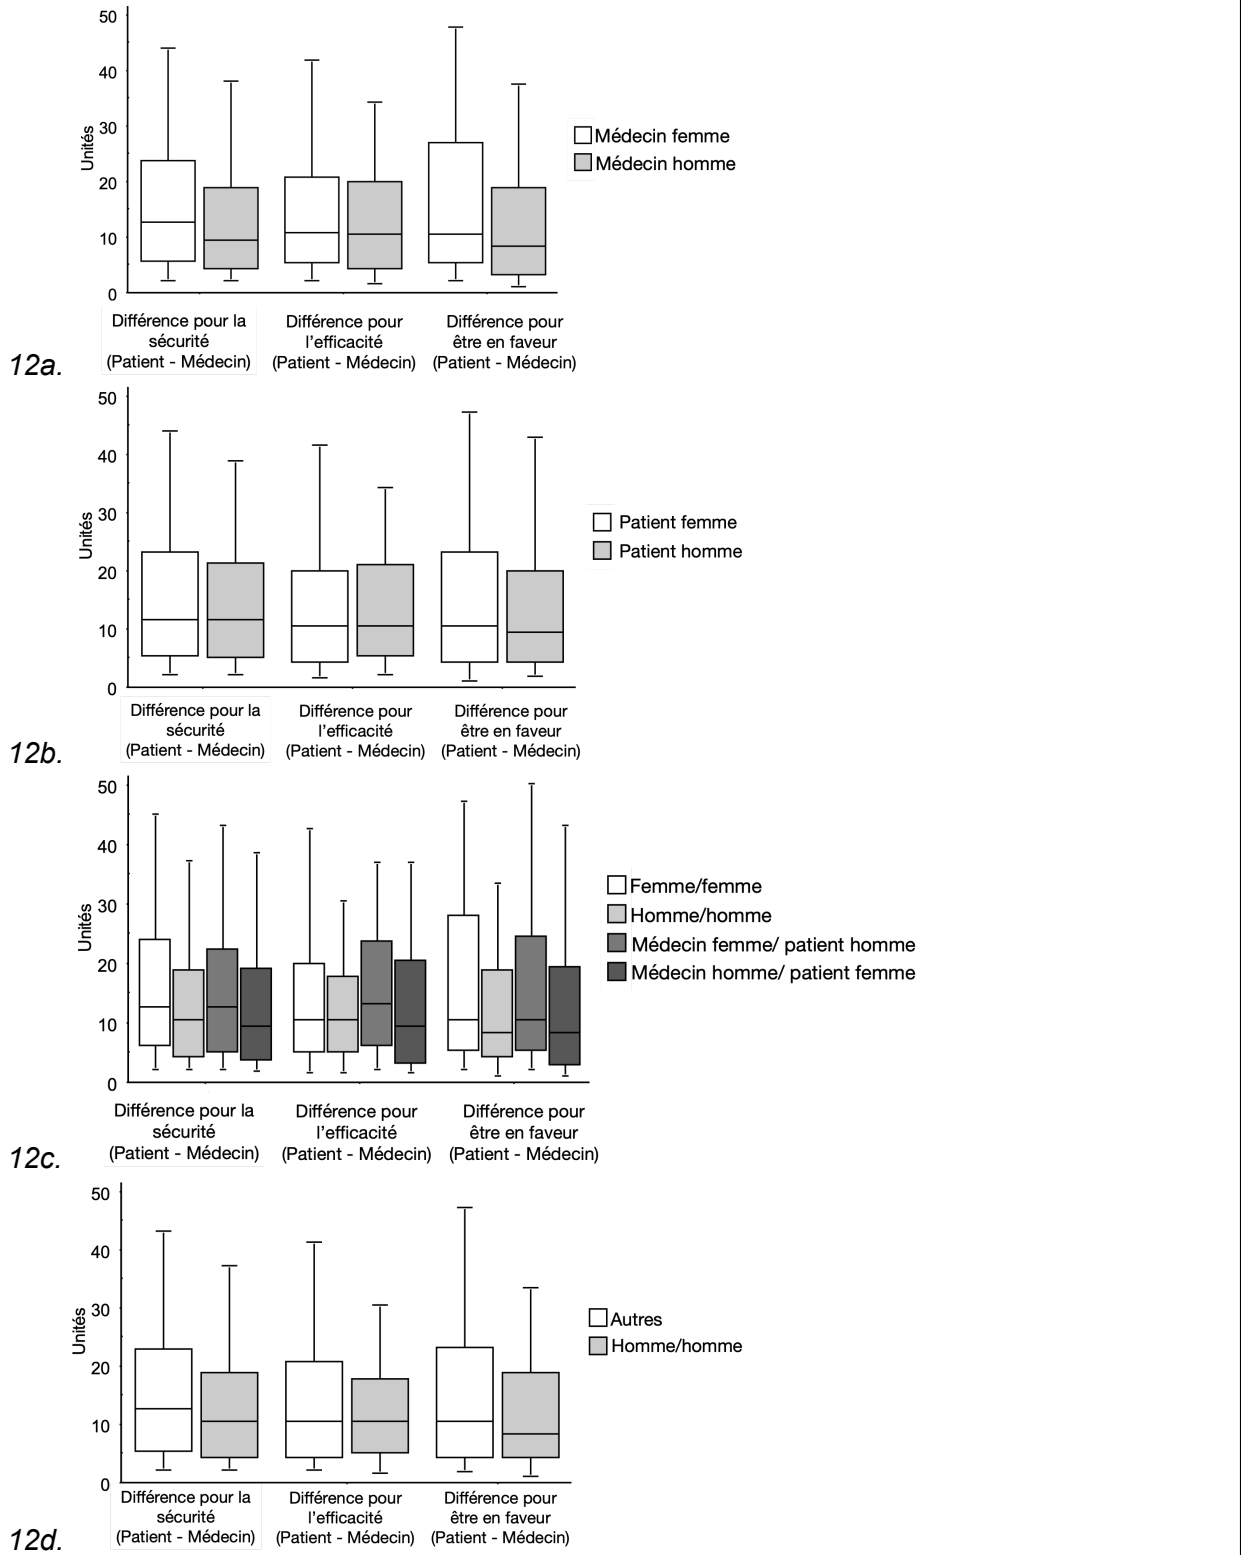 50
40
30
20
10
0
Unités
Médecin femme
Médecin homme
Différence pour la
sécurité
(Patient - Médecin)
Différence pour
l'efficacité
(Patient - Médecin)
Différence pour
être en faveur
(Patient - Médecin)
12a.
50
40
30
20
10
0
Unités
Patient femme
Patient homme
Différence pour la
sécurité
(Patient - Médecin)
Différence pour
l'efficacité
(Patient - Médecin)
Différence pour
être en faveur
(Patient - Médecin)
12b.
50
40
30
20
10
0
Unités
Femme/femme
Homme/homme
Médecin femme/ patient homme
Médecin homme/ patient femme
Différence pour la
sécurité
(Patient - Médecin)
Différence pour
l'efficacité
(Patient - Médecin)
Différence pour
être en faveur
(Patient - Médecin)
12c.
50
40
30
20
10
0
Unités
Autres
Homme/homme
Différence pour la
sécurité
(Patient - Médecin)
Différence pour
l'efficacité
(Patient - Médecin)
Différence pour
être en faveur
(Patient - Médecin)
12d.